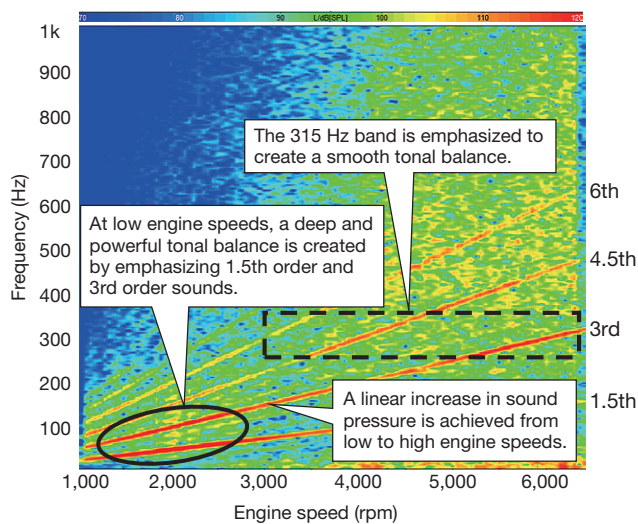 70 80 90 L/dB[SPL] 100 110 120
1k
900
800
700
600
500
400
300
200
100
Frequency (Hz)
The 315 Hz band is emphasized to
create a smooth tonal balance.
At low engine speeds, a deep and
powerful tonal balance is created
by emphasizing 1.5th order and
3rd order sounds.
A linear increase in sound
pressure is achieved from
low to high engine speeds.
6th
4.5th
3rd
1.5th
1,000 2,000 3,000 4,000 5,000 6,000
Engine speed (rpm)